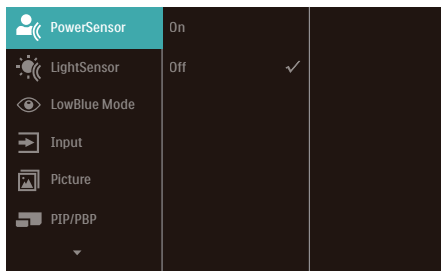 PowerSensor
On
LightSensor
Off
LowBlue Mode
Input
Picture
PIP/PBP